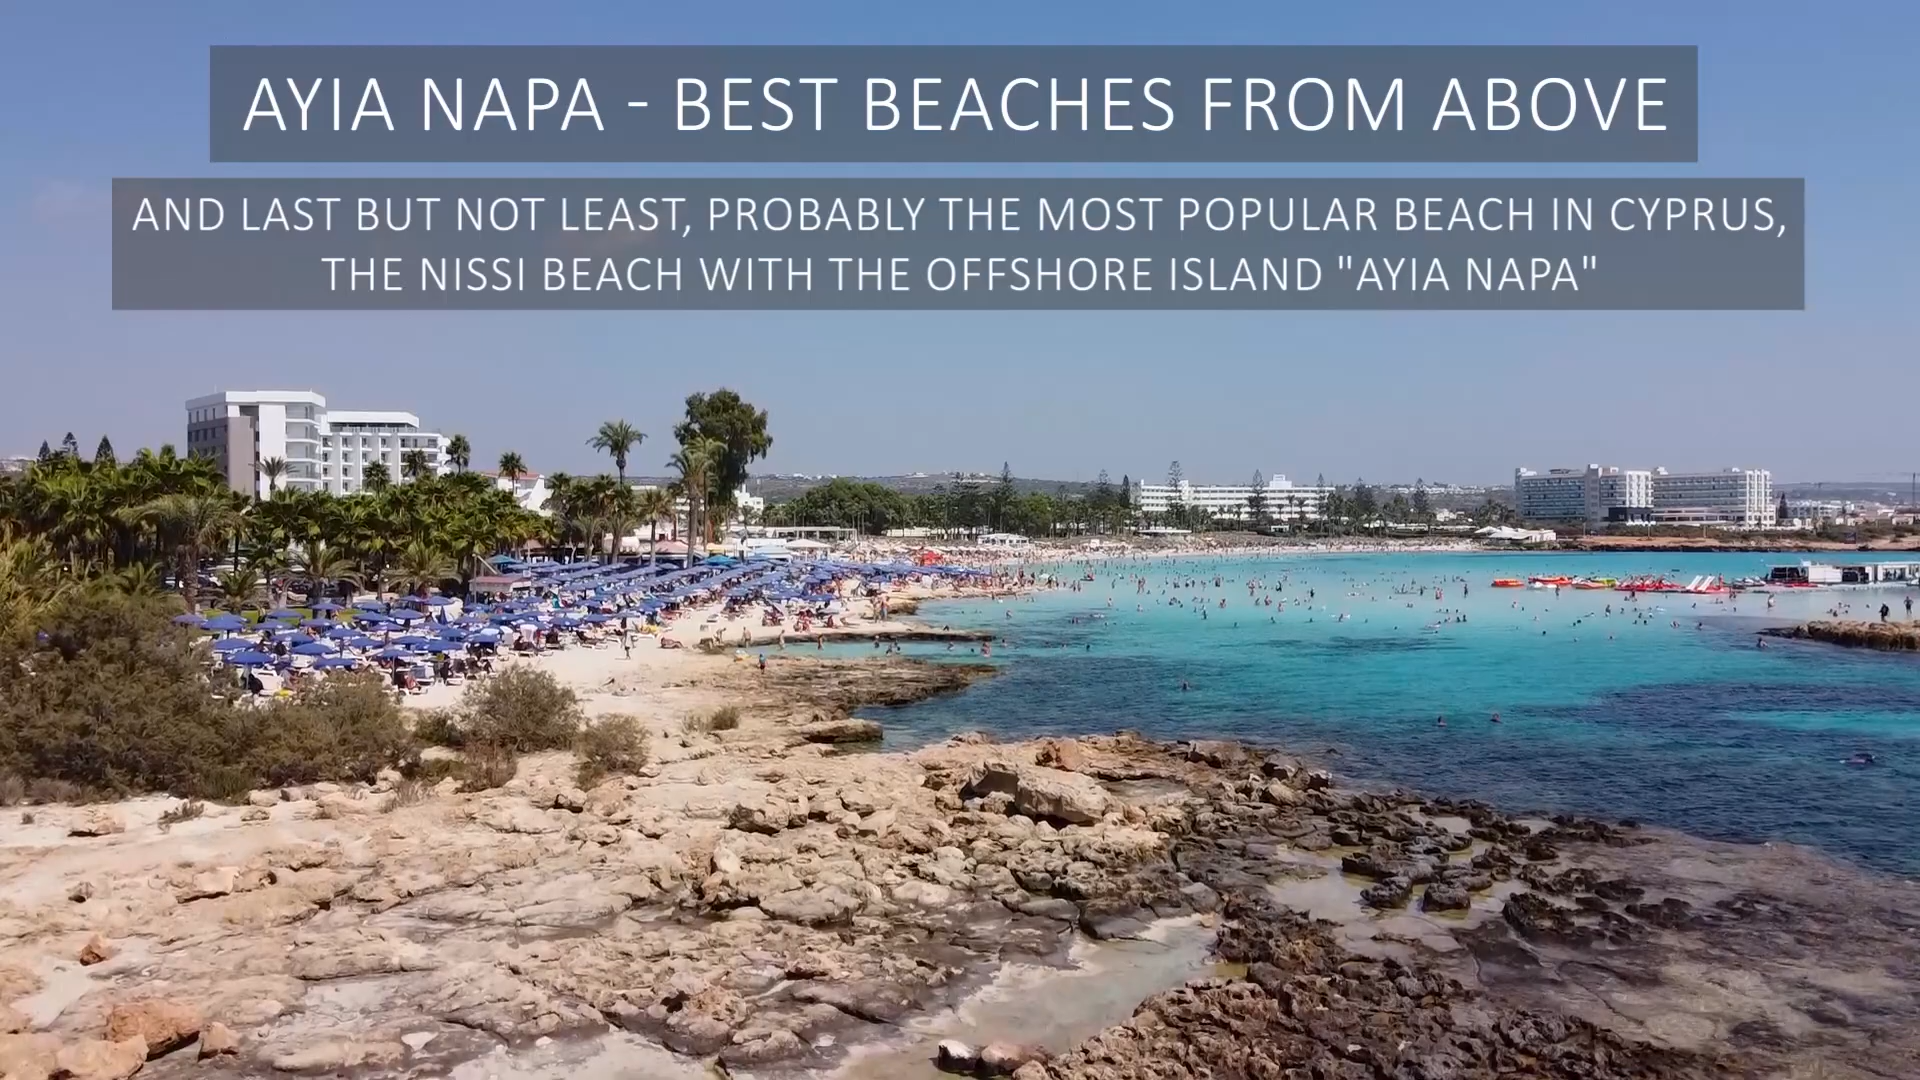 AYIA NAPA - BEST BEACHES FROM ABOVE
AND LAST BUT NOT LEAST, PROBABLY THE MOST POPULAR BEACH IN CYPRUS,
THE NISSI BEACH WITH THE OFFSHORE ISLAND "AYIA NAPA"